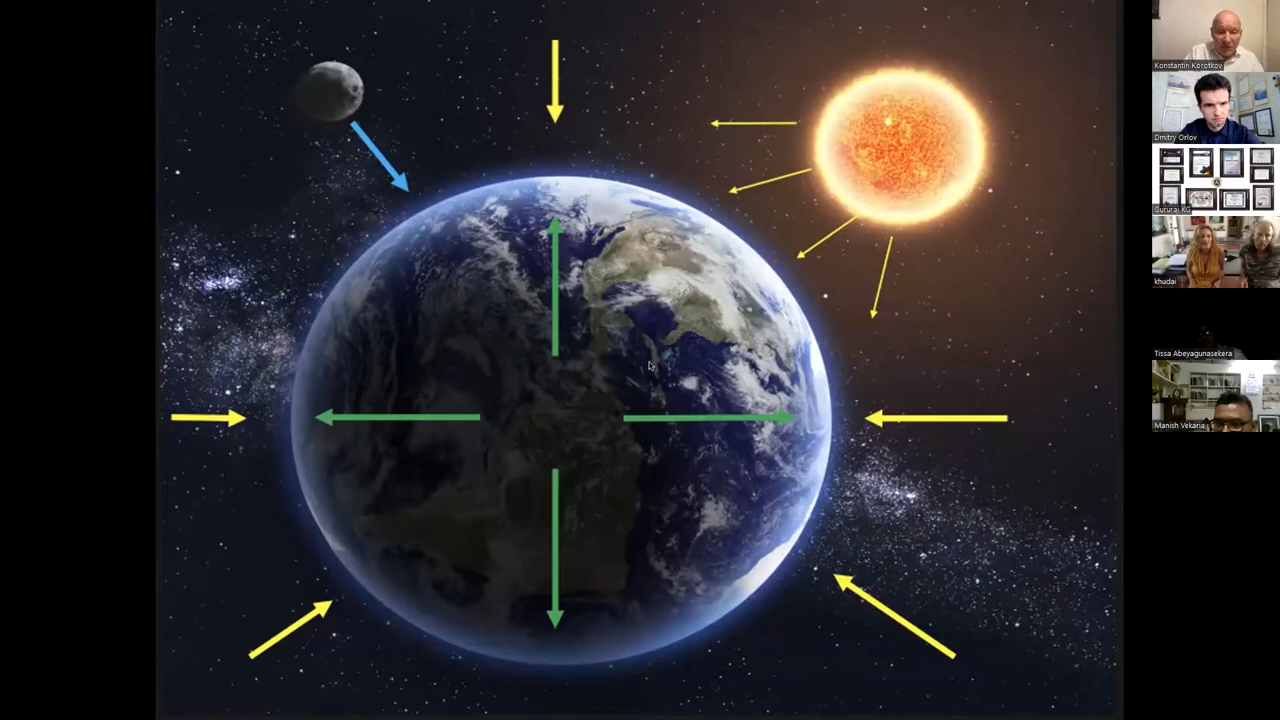 Konstantin Korotkov
Dmitry Orlov
Gururaj KG
khudai
Tissa Abeyagunasekera
Manish Vekaria